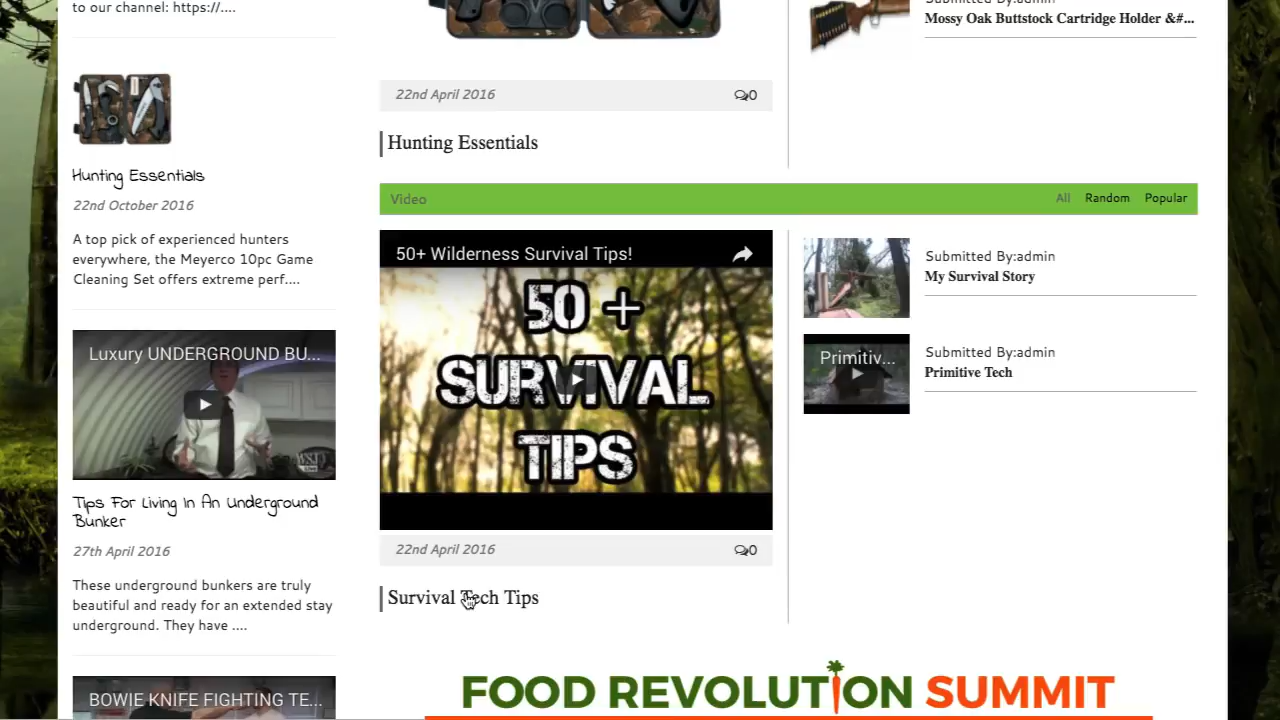 to our channel: https://....
Hunting Essentials
22nd October 2016
A top pick of experienced hunters
everywhere, the Meyerco 10pc Game
Cleaning Set offers extreme perf....
Luxury UNDERGROUND BU...
WSJ
Tips For Living In An Underground
Bunker
27th April 2016
These underground bunkers are truly
beautiful and ready for an extended stay
underground. They have ....
BOWIE KNIFE FIGHTING TE...
22nd April 2016
0
Hunting Essentials
Video
All Random Popular
50+ Wilderness Survival Tips!
50 +
SURVIVAL
TIPS
22nd April 2016
0
Survival Tech Tips
Mossy Oak Buttstock Cartridge Holder &#...
Submitted By:admin
My Survival Story
Primitiv...
Submitted By:admin
Primitive Tech
FOOD REVOLUTION SUMMIT